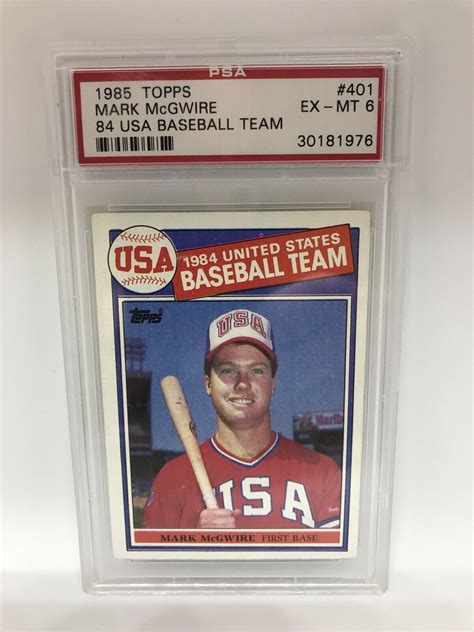 PSA
1985 TOPPS #401
MARK McGWIRE EX-MT 6
84 USA BASEBALL TEAM
30181976
USA
1984 UNITED STATES
BASEBALL TEAM
Topps
USA
Marlboro
USA
MARK McGWIRE FIRST BASE